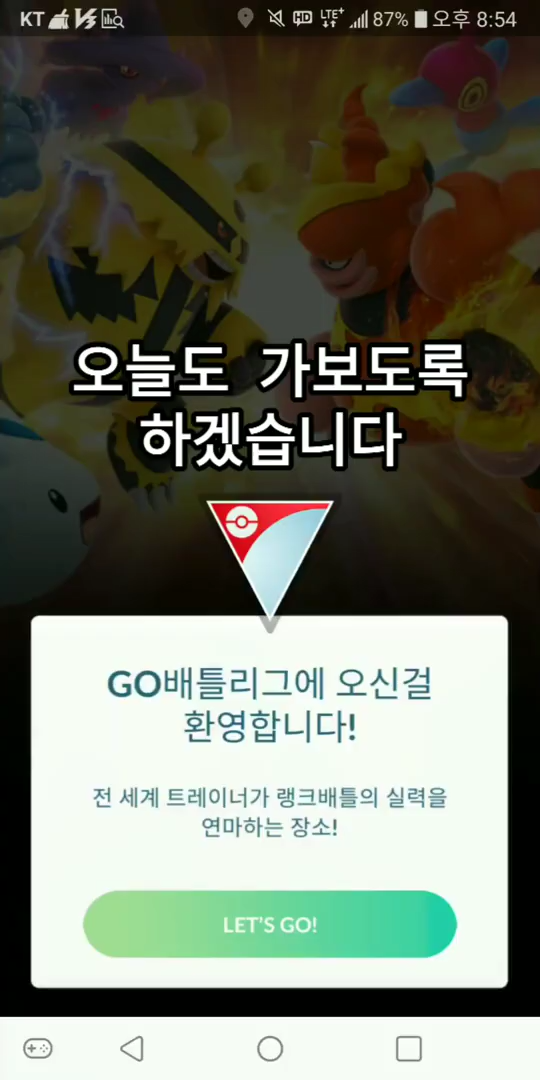 KT LTE+ 87% 오후 8:54
오늘도 가보도록
하겠습니다
GO배틀리그에 오신걸
환영합니다!
전 세계 트레이너가 랭크배틀의 실력을
연마하는 장소!
LET'S GO!